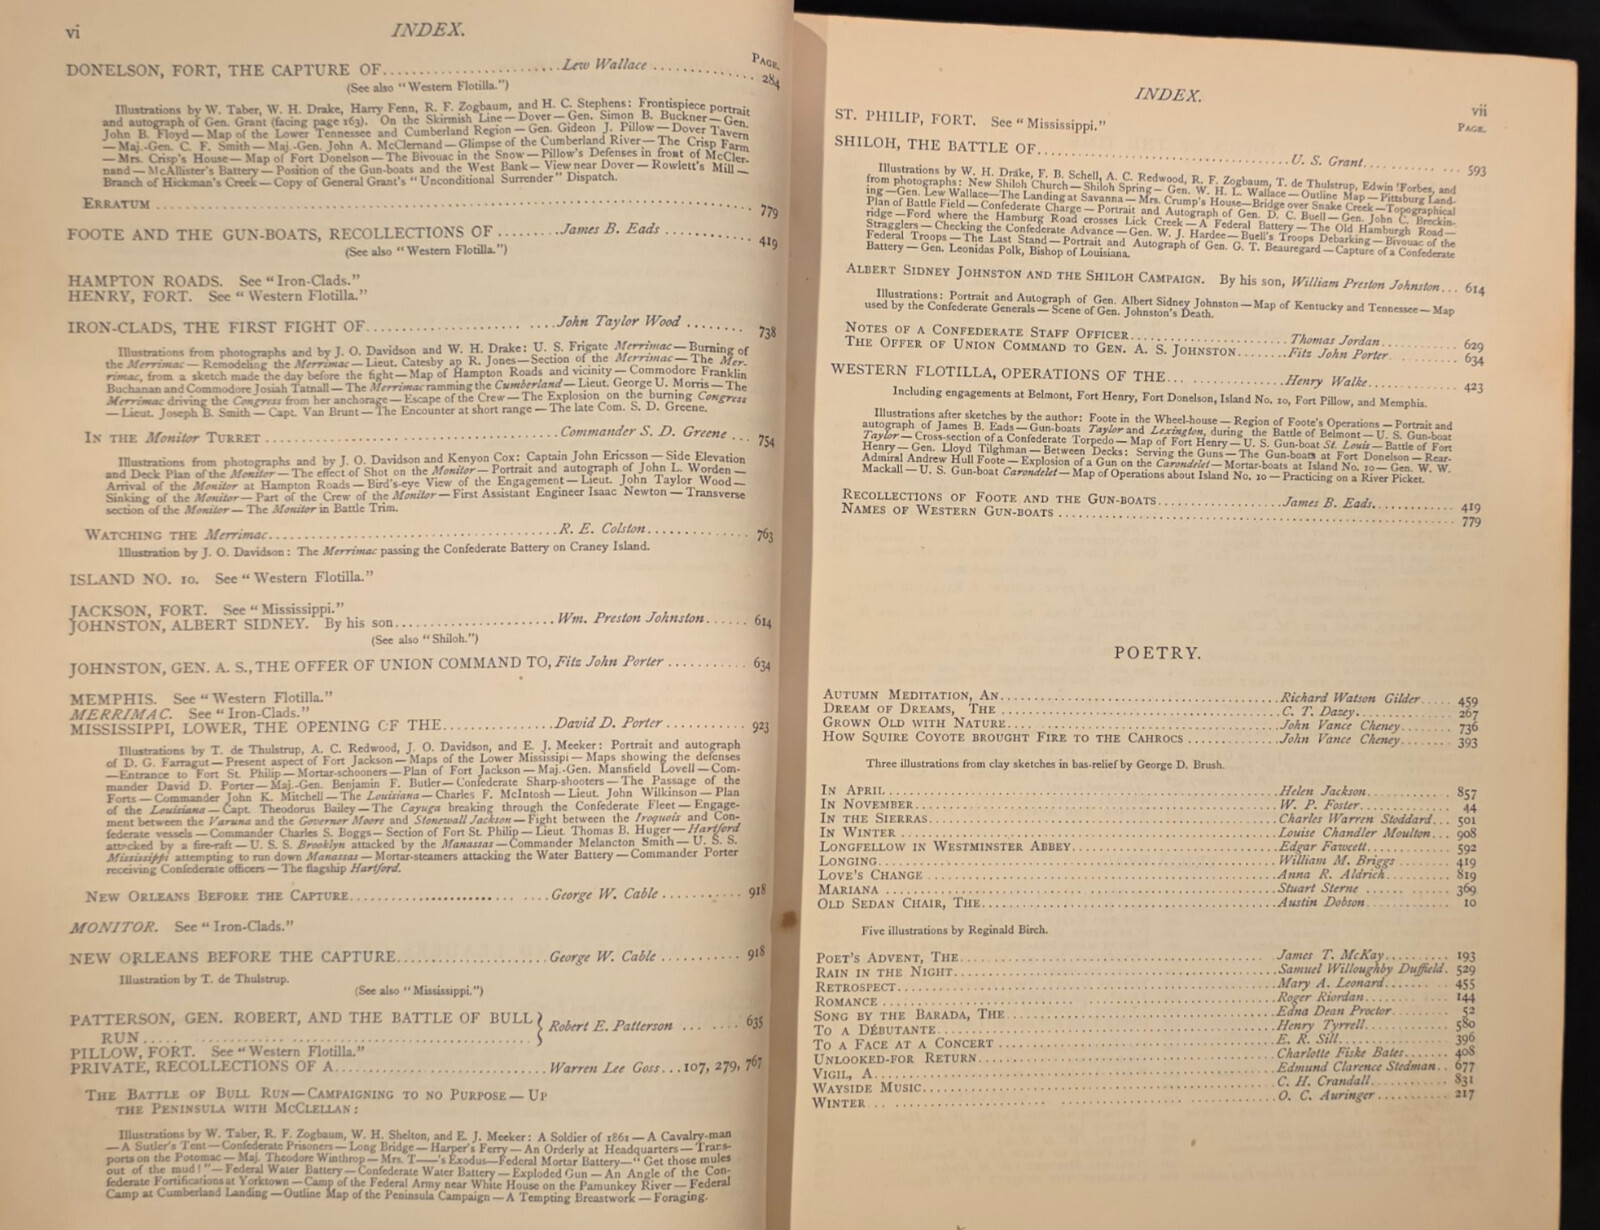 vi
INDEX.
PAGE.
DONELSON, FORT, THE CAPTURE OF........................Lew Wallace .............. 284
(See also "Western Flotilla.")
Illustrations by W. Taber, W. H. Drake, Harry Fenn, R. F. Zogbaum, and H. C. Stephens: Frontispiece portrait
and autograph of Gen. Grant (facing page 163). On the Skirmish Line — Dover — Gen. Simon B. Buckner — Gen.
John B. Floyd — Map of the Lower Tennessee and Cumberland Region — Gen. Gideon J. Pillow — Dover Tavern
— Maj.-Gen. C. F. Smith — Maj.-Gen. John A. McClernand — Glimpse of the Cumberland River — The Crisp Farm
— Mrs. Crisp's House — Map of Fort Donelson — The Bivouac in the Snow — Pillow's Defenses in front of McCler-
nand — McAllister's Battery — Position of the Gun-boats and the West Bank — View near Dover — Rowlett's Mill —
Branch of Hickman's Creek — Copy of General Grant's "Unconditional Surrender" Dispatch.
ERRATUM ........................................ 779
FOOTE AND THE GUN-BOATS, RECOLLECTIONS OF .........James B. Eads ............ 419
(See also "Western Flotilla.")
HAMPTON ROADS. See "Iron-Clads."
HENRY, FORT. See "Western Flotilla."
IRON-CLADS, THE FIRST FIGHT OF........................John Taylor Wood ........ 738
Illustrations from photographs and by J. O. Davidson and W. H. Drake: U. S. Frigate Merrimac — Burning of
the Merrimac — Remodeling the Merrimac — Lieut. Catesby ap R. Jones — Section of the Merrimac — The Mer-
rimac, from a sketch made the day before the fight — Map of Hampton Roads and vicinity — Commodore Franklin
Buchanan and Commodore Josiah Tatnall — The Merrimac ramming the Cumberland — Lieut. George U. Morris — The
Merrimac driving the Congress from her anchorage — Escape of the Crew — The Explosion on the burning Congress
— Lieut. Joseph B. Smith — Capt. Van Brunt — The Encounter at short range — The late Com. S. D. Greene.
IN THE Monitor TURRET ........................................Commander S. D. Greene ... 754
Illustrations from photographs and by J. O. Davidson and Kenyon Cox: Captain John Ericsson — Side Elevation
and Deck Plan of the Monitor — The effect of Shot on the Monitor — Portrait and autograph of John L. Worden —
Arrival of the Monitor at Hampton Roads — Bird's-eye View of the Engagement — Lieut. John Taylor Wood —
Sinking of the Monitor — Part of the Crew of the Monitor — First Assistant Engineer Isaac Newton — Transverse
section of the Monitor — The Monitor in Battle Trim.
WATCHING THE Merrimac........................................R. E. Colston.............. 763
Illustration by J. O. Davidson: The Merrimac passing the Confederate Battery on Craney Island.
ISLAND NO. 10. See "Western Flotilla."
JACKSON, FORT. See "Mississippi."
JOHNSTON, ALBERT SIDNEY. By his son......................Wm. Preston Johnston...... 614
(See also "Shiloh.")
JOHNSTON, GEN. A. S., THE OFFER OF UNION COMMAND TO, Fitz John Porter ........... 634
MEMPHIS. See "Western Flotilla."
MERRIMAC. See "Iron-Clads."
MISSISSIPPI, LOWER, THE OPENING OF THE................David D. Porter ........... 923
Illustrations by T. de Thulstrup, A. C. Redwood, J. O. Davidson, and E. J. Meeker: Portrait and autograph
of D. G. Farragut — Present aspect of Fort Jackson — Maps of the Lower Mississipi — Maps showing the defenses
— Entrance to Fort St. Philip — Mortar-schooners — Plan of Fort Jackson — Maj.-Gen. Mansfield Lovell — Com-
mander David D. Porter — Maj.-Gen. Benjamin F. Butler — Confederate Sharp-shooters — The Passage of the
Forts — Commander John K. Mitchell — The Louisiana — Charles F. McIntosh — Lieut. John Wilkinson — Plan
of the Louisiana — Capt. Theodorus Bailey — The Cayuga breaking through the Confederate Fleet — Engage-
ment between the Varuna and the Governor Moore and Stonewall Jackson — Fight between the Iroquois and Con-
federate vessels — Commander Charles S. Boggs — Section of Fort St. Philip — Lieut. Thomas B. Huger — Hartford
attacked by a fire-raft — U. S. S. Brooklyn attacked by the Manassas — Commander Melancton Smith — U. S. S.
Mississippi attempting to run down Manassas — Mortar-steamers attacking the Water Battery — Commander Porter
receiving Confederate officers — The flagship Hartford.
NEW ORLEANS BEFORE THE CAPTURE..............................George W. Cable ........... 918
MONITOR. See "Iron-Clads."
NEW ORLEANS BEFORE THE CAPTURE......................George W. Cable ........... 918
Illustration by T. de Thulstrup.
(See also "Mississippi.")
PATTERSON, GEN. ROBERT, AND THE BATTLE OF BULL } Robert E. Patterson ... ...... 635
RUN........................................
PILLOW, FORT. See "Western Flotilla."
PRIVATE, RECOLLECTIONS OF A.............................Warren Lee Goss...107, 279, 767
THE BATTLE OF BULL RUN — CAMPAIGNING TO NO PURPOSE — UP
THE PENINSULA WITH MCCLELLAN:
Illustrations by W. Taber, R. F. Zogbaum, W. H. Shelton, and E. J. Meeker: A Soldier of 1861 — A Cavalry-man
— A Sutler's Tent — Confederate Prisoners — Long Bridge — Harper's Ferry — An Orderly at Headquarters — Trans-
ports on the Potomac — Maj. Theodore Winthrop — Mrs. T——'s Exodus — Federal Mortar Battery — "Get those mules
out of the mud!" — Federal Water Battery — Confederate Water Battery — Exploded Gun — An Angle of the Con-
federate Fortifications at Yorktown — Camp of the Federal Army near White House on the Pamunkey River — Federal
Camp at Cumberland Landing — Outline Map of the Peninsula Campaign — A Tempting Breastwork — Foraging.
INDEX.
vii
PAGE.
ST. PHILIP, FORT. See "Mississippi."
SHILOH, THE BATTLE OF........................................U. S. Grant................ 593
Illustrations by W. H. Drake, F. B. Schell, A. C. Redwood, R. F. Zogbaum, T. de Thulstrup, Edwin Forbes, and
from photographs: New Shiloh Church — Shiloh Spring — Gen. W. H. L. Wallace — Outline Map — Pittsburg Land-
ing — Gen. Lew Wallace — The Landing at Savanna — Mrs. Crump's House — Bridge over Snake Creek — Topographical
Plan of Battle Field — Confederate Charge — Portrait and Autograph of Gen. D. C. Buell — Gen. John C. Breckin-
ridge — Ford where the Hamburg Road crosses Lick Creek — A Federal Battery — The Old Hamburgh Road —
Stragglers — Checking the Confederate Advance — Gen. W. J. Hardee — Buell's Troops Debarking — Bivouac of the
Federal Troops — The Last Stand — Portrait and Autograph of Gen. G. T. Beauregard — Capture of a Confederate
Battery — Gen. Leonidas Polk, Bishop of Louisiana.
ALBERT SIDNEY JOHNSTON AND THE SHILOH CAMPAIGN. By his son, William Preston Johnston... 614
Illustrations: Portrait and Autograph of Gen. Albert Sidney Johnston — Map of Kentucky and Tennessee — Map
used by the Confederate Generals — Scene of Gen. Johnston's Death.
NOTES OF A CONFEDERATE STAFF OFFICER........................Thomas Jordan.............. 629
THE OFFER OF UNION COMMAND TO GEN. A. S. JOHNSTON........Fitz John Porter........... 634
WESTERN FLOTILLA, OPERATIONS OF THE... ...............Henry Walke............... 423
Including engagements at Belmont, Fort Henry, Fort Donelson, Island No. 10, Fort Pillow, and Memphis.
Illustrations after sketches by the author: Foote in the Wheel-house — Region of Foote's Operations — Portrait and
autograph of James B. Eads — Gun-boats Taylor and Lexington, during the Battle of Belmont — U. S. Gun-boat
Taylor — Cross-section of a Confederate Torpedo — Map of Fort Henry — U. S. Gun-boat St. Louis — Battle of Fort
Henry — Gen. Lloyd Tilghman — Between Decks: Serving the Guns — The Gun-boats at Fort Donelson — Rear-
Admiral Andrew Hull Foote — Explosion of a Gun on the Carondelet — Mortar-boats at Island No. 10 — Gen. W. W.
Mackall — U. S. Gun-boat Carondelet — Map of Operations about Island No. 10 — Practicing on a River Picket.
RECOLLECTIONS OF FOOTE AND THE GUN-BOATS..................James B. Eads............. 419
NAMES OF WESTERN GUN-BOATS ........................................ 779
POETRY.
AUTUMN MEDITATION, AN........................................Richard Watson Gilder..... 459
DREAM OF DREAMS, THE ........................................C. T. Dazey.............. 267
GROWN OLD WITH NATURE........................................John Vance Cheney......... 736
HOW SQUIRE COYOTE BROUGHT FIRE TO THE CAHROCS ..............John Vance Cheney........ 393
Three illustrations from clay sketches in bas-relief by George D. Brush.
IN APRIL........................................Helen Jackson.............. 857
IN NOVEMBER........................................W. P. Foster.............. 44
IN THE SIERRAS........................................Charles Warren Stoddard... 501
IN WINTER ........................................Louise Chandler Moulton... 908
LONGFELLOW IN WESTMINSTER ABBEY..............................Edgar Fawcett............. 592
LONGING........................................William M. Briggs ........ 419
LOVE'S CHANGE ........................................Anna R. Aldrich........... 819
MARIANA ........................................Stuart Sterne ............ 369
OLD SEDAN CHAIR, THE........................................Austin Dobson............. 10
Five illustrations by Reginald Birch.
POET'S ADVENT, THE........................................James T. McKay.......... 193
RAIN IN THE NIGHT........................................Samuel Willoughby Duffield. 529
RETROSPECT........................................Mary A. Leonard........ 455
ROMANCE ........................................Roger Riordan............ 144
SONG BY THE BARADA, THE........................................Edna Dean Proctor......... 52
TO A DÉBUTANTE........................................Henry Tyrrell............ 580
TO A FACE AT A CONCERT ........................................E. R. Sill............... 396
UNLOOKED-FOR RETURN........................................Charlotte Fiske Bates....... 408
VIGIL, A........................................Edmund Clarence Stedman.. 677
WAYSIDE MUSIC........................................C. H. Crandall........... 831
WINTER........................................O. C. Auringer........... 217